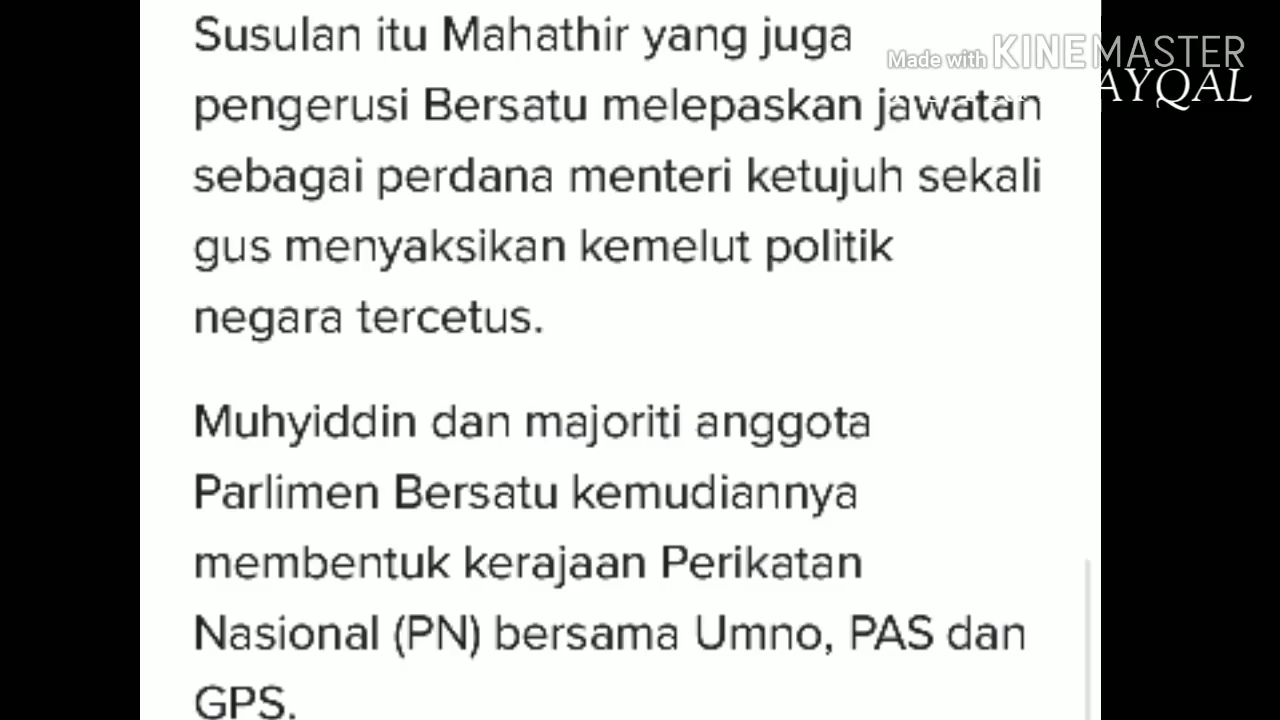 Susulan itu Mahathir yang juga
Made with KINEMASTER
pengerusi Bersatu melepaskan jawatan
AYQAL
sebagai perdana menteri ketujuh sekali
gus menyaksikan kemelut politik
negara tercetus.
Muhyiddin dan majoriti anggota
Parlimen Bersatu kemudiannya
membentuk kerajaan Perikatan
Nasional (PN) bersama Umno, PAS dan
GPS.